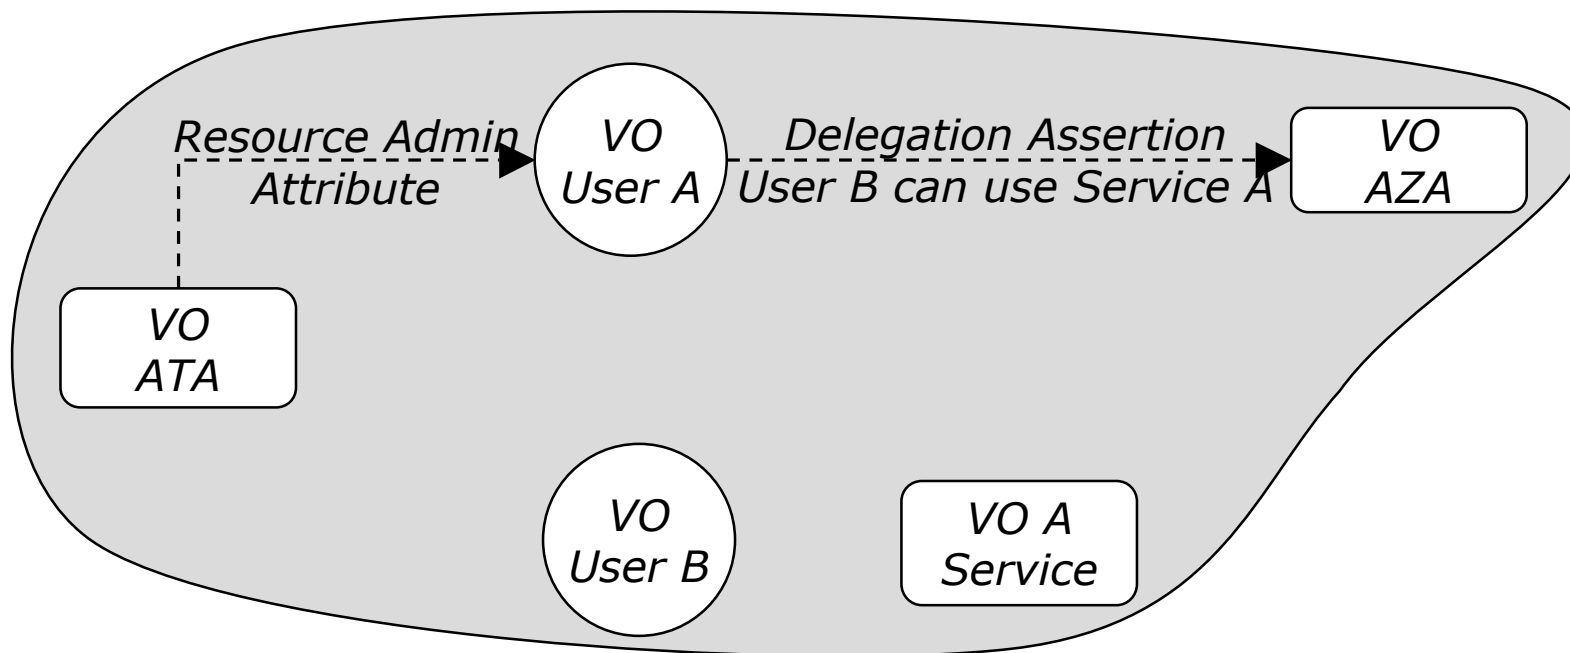 Resource Admin
Attribute
VO
User A
Delegation Assertion
User B can use Service A
VO
AZA
VO
ATA
VO
User B
VO A
Service